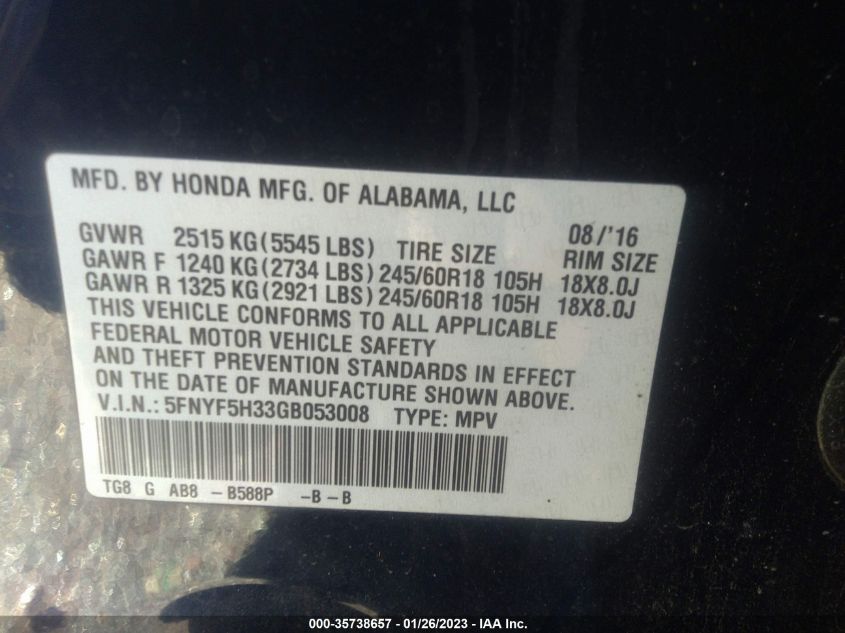 MFD. BY HONDA MFG. OF ALABAMA, LLC
08/'16
GVWR 2515 KG (5545 LBS) TIRE SIZE RIM SIZE
GAWR F 1240 KG (2734 LBS) 245/60R18 105H 18X8.0J
GAWR R 1325 KG (2921 LBS) 245/60R18 105H 18X8.0J
THIS VEHICLE CONFORMS TO ALL APPLICABLE
FEDERAL MOTOR VEHICLE SAFETY
AND THEFT PREVENTION STANDARDS IN EFFECT
ON THE DATE OF MANUFACTURE SHOWN ABOVE.
V.I.N.: 5FNYF5H33GB053008 TYPE: MPV
TG8 G AB8 - B588P -B - B
000-35738657 - 01/26/2023 - IAA Inc.